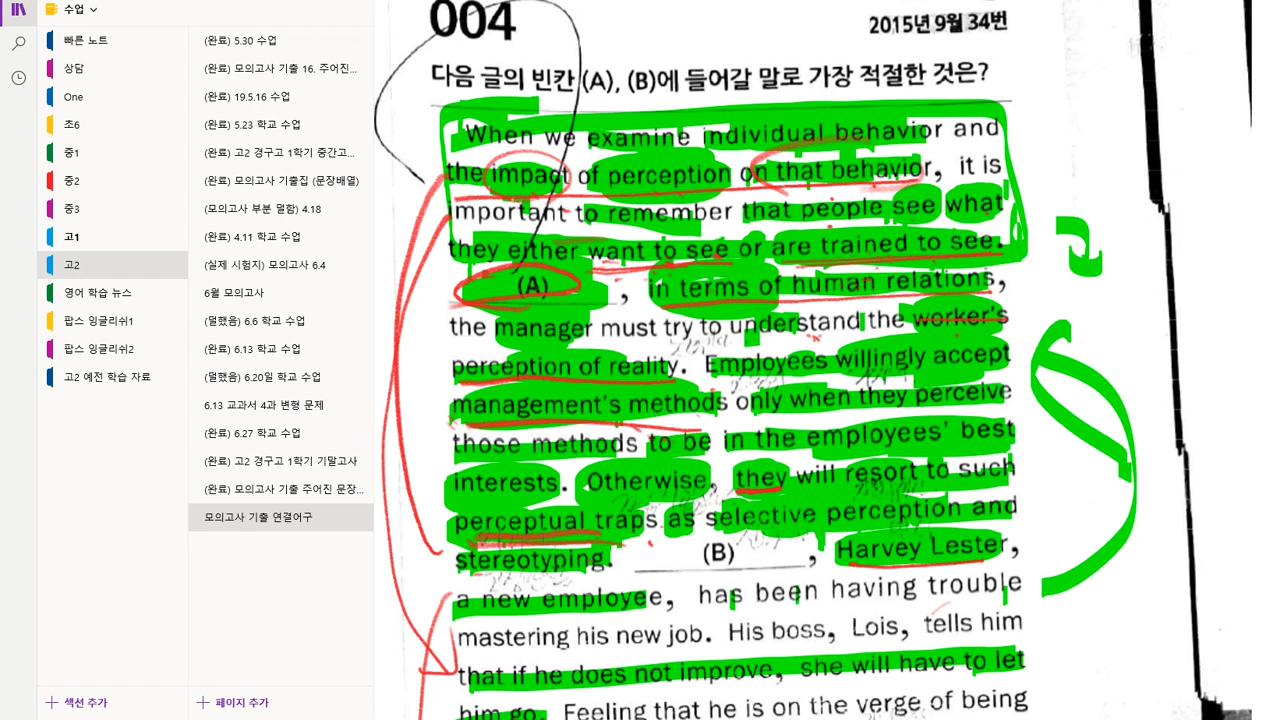 수업
빠른 노트
상담
One
초6
중1
중2
중3
고1
고2
영어 학습 뉴스
팝스 잉글리쉬1
팝스 잉글리쉬2
고2 예전 학습 자료
섹션 추가
(완료) 5.30 수업
(완료) 모의고사 기출 16. 주어진...
(완료) 19.5.16 수업
(완료) 5.23 학교 수업
(완료) 고2 경구고 1학기 중간고...
(완료) 모의고사 기출집 (문장배열)
(모의고사 부분 덜함) 4.18
(완료) 4.11 학교 수업
(실제 시험지) 모의고사 6.4
6월 모의고사
(덜했음) 6.6 학교 수업
(완료) 6.13 학교 수업
(덜했음) 6.20일 학교 수업
6.13 교과서 4과 변형 문제
(완료) 6.27 학교 수업
(완료) 고2 경구고 1학기 기말고사
(완료) 모의고사 기출 주어진 문장...
모의고사 기출 연결어구
페이지 추가
004
2015년 9월 34번
다음 글의 빈칸 (A), (B)에 들어갈 말로 가장 적절한 것은?
When we examine individual behavior and
the impact of perception on that behavior, it is
important to remember that people see what
they either want to see or are trained to see.
(A) , in terms of human relations,
the manager must try to understand the worker's
perception of reality. Employees willingly accept
management's methods only when they perceive
those methods to be in the employees' best
interests. Otherwise, they will resort to such
perceptual traps as selective perception and
stereotyping. (B) , Harvey Lester,
a new employee, has been having trouble
mastering his new job. His boss, Lois, tells him
that if he does not improve, she will have to let
him go. Feeling that he is on the verge of being